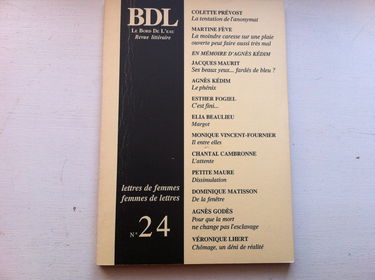 BDL
LE BORD DE L'EAU
Revue littéraire
lettres de femmes
femmes de lettres
N° 24
COLETTE PRÉVOST
La tentation de l'anonymat
MARTINE FÈVE
La moindre caresse sur une plaie
ouverte peut faire aussi très mal
EN MÉMOIRE D'AGNÈS KÉDIM
JACQUES MAURIT
Ses beaux yeux... fardés de bleu ?
AGNÈS KÉDIM
Le phénix
ESTHER FOGIEL
C'est fini...
ELIA BEAULIEU
Margot
MONIQUE VINCENT-FOURNIER
Il entre elles
CHANTAL CAMBRONNE
L'attente
PETITE MAURE
Dissimulation
DOMINIQUE MATISSON
De la fenêtre
AGNÈS GODÈS
Pour que la mort
ne change pas l'esclavage
VÉRONIQUE LHERT
Chômage, un déni de réalité